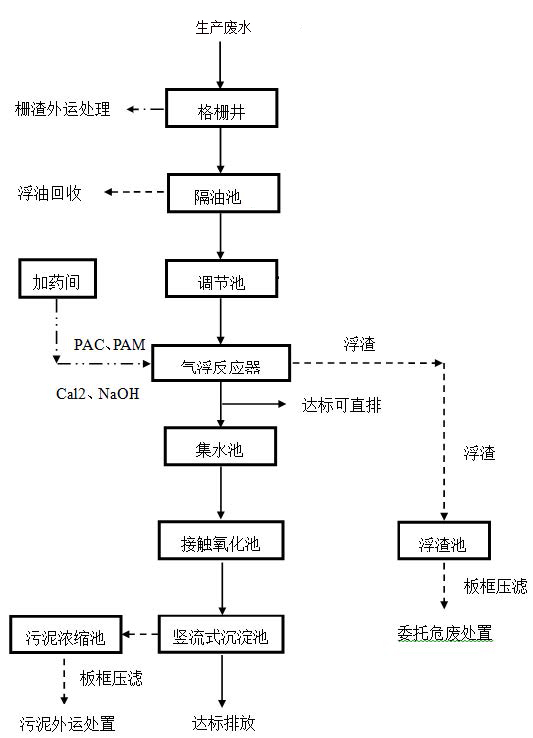 生产废水
栅渣外运处理
格栅井
浮油回收
隔油池
加药间
调节池
PAC、PAM
浮渣
气浮反应器
Cal2、NaOH
达标可直排
集水池
浮渣
接触氧化池
浮渣池
板框压滤
污泥浓缩池
竖流式沉淀池
委托危废处置
板框压滤
污泥外运处置
达标排放